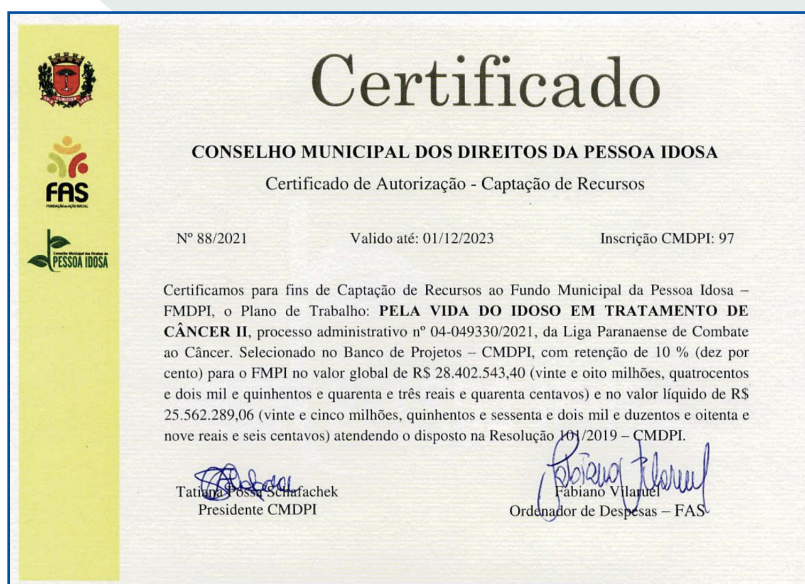 Certificado
CONSELHO MUNICIPAL DOS DIREITOS DA PESSOA IDOSA
Certificado de Autorização - Captação de Recursos
FAS
Nº 88/2021 Valido até: 01/12/2023 Inscrição CMDPI: 97
PESSOA IDOSA
Certificamos para fins de Captação de Recursos ao Fundo Municipal da Pessoa Idosa –
FMDPI, o Plano de Trabalho: PELA VIDA DO IDOSO EM TRATAMENTO DE
CÂNCER II, processo administrativo nº 04-049330/2021, da Liga Paranaense de Combate
ao Câncer. Selecionado no Banco de Projetos – CMDPI, com retenção de 10 % (dez por
cento) para o FMPI no valor global de R$ 28.402.543,40 (vinte e oito milhões, quatrocentos
e dois mil e quinhentos e quarenta e três reais e quarenta centavos) e no valor líquido de R$
25.562.289,06 (vinte e cinco milhões, quinhentos e sessenta e dois mil e duzentos e oitenta e
nove reais e seis centavos) atendendo o disposto na Resolução 101/2019 – CMDPI.
Tatiana Possa Schafachek
Presidente CMDPI
Fabiano Vilaruel
Ordenador de Despesas – FAS